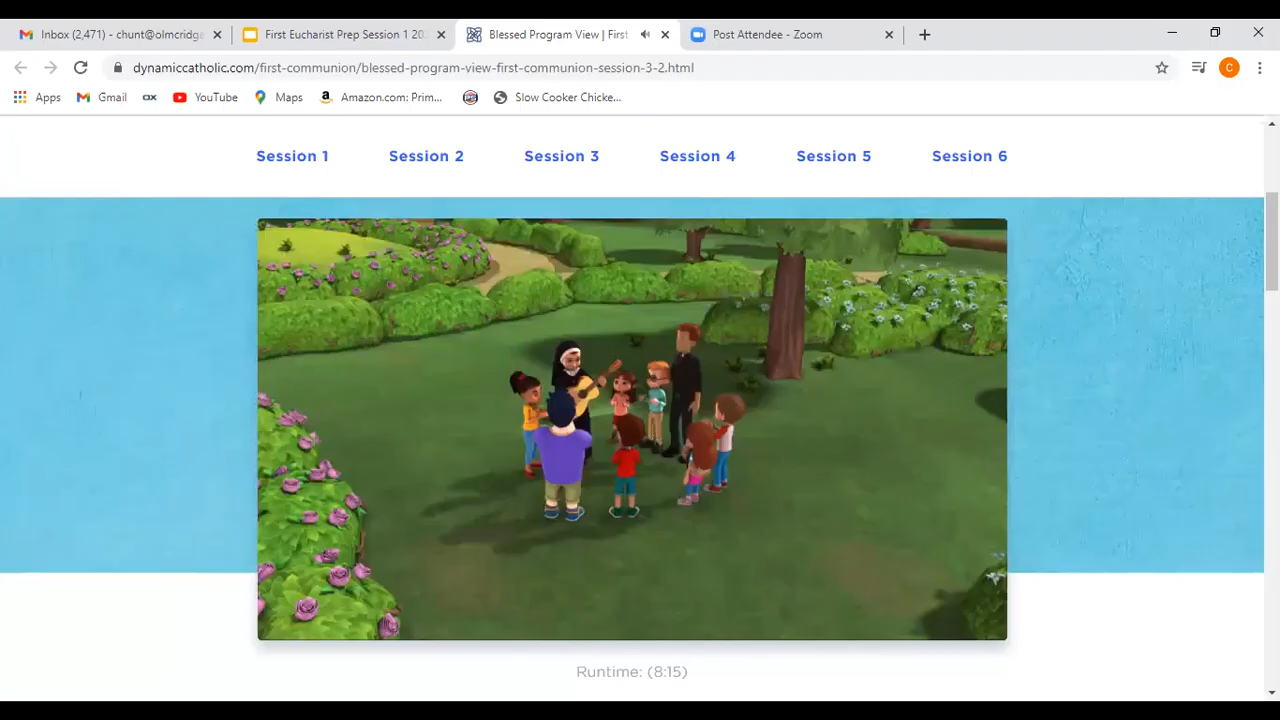 Inbox (2,471) - chunt@olmcridge
First Eucharist Prep Session 1 202
Blessed Program View | First
Post Attendee - Zoom
dynamiccatholic.com/first-communion/blessed-program-view-first-communion-session-3-2.html
C
Apps
Gmail
ax
YouTube
Maps
Amazon.com: Prim...
Slow Cooker Chicke...
Session 1
Session 2
Session 3
Session 4
Session 5
Session 6
Runtime: (8:15)